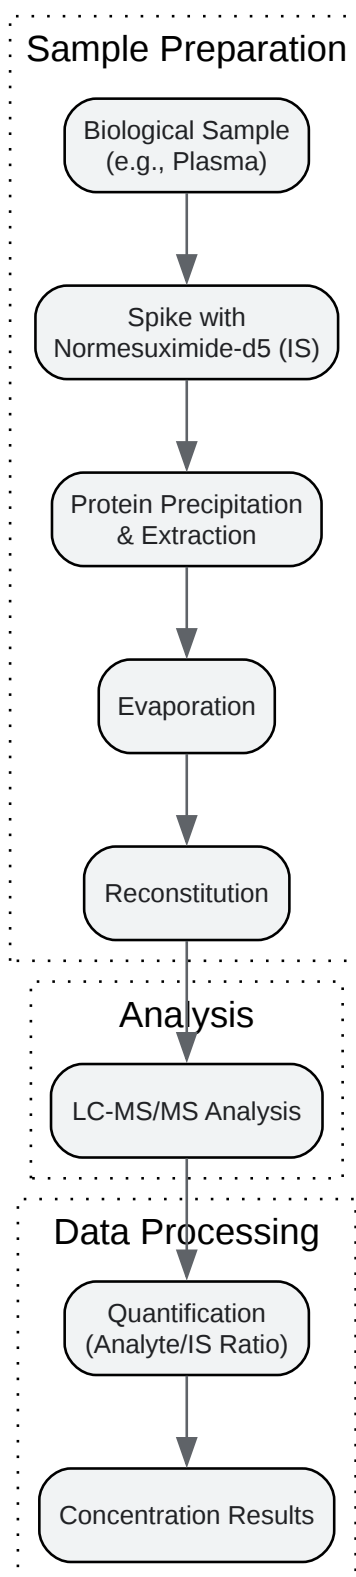 Sample Preparation
Biological Sample
(e.g., Plasma)
Spike with
Normesuximide-d5 (IS)
Protein Precipitation
& Extraction
Evaporation
Reconstitution
Analysis
LC-MS/MS Analysis
Data Processing
Quantification
(Analyte/IS Ratio)
Concentration Results